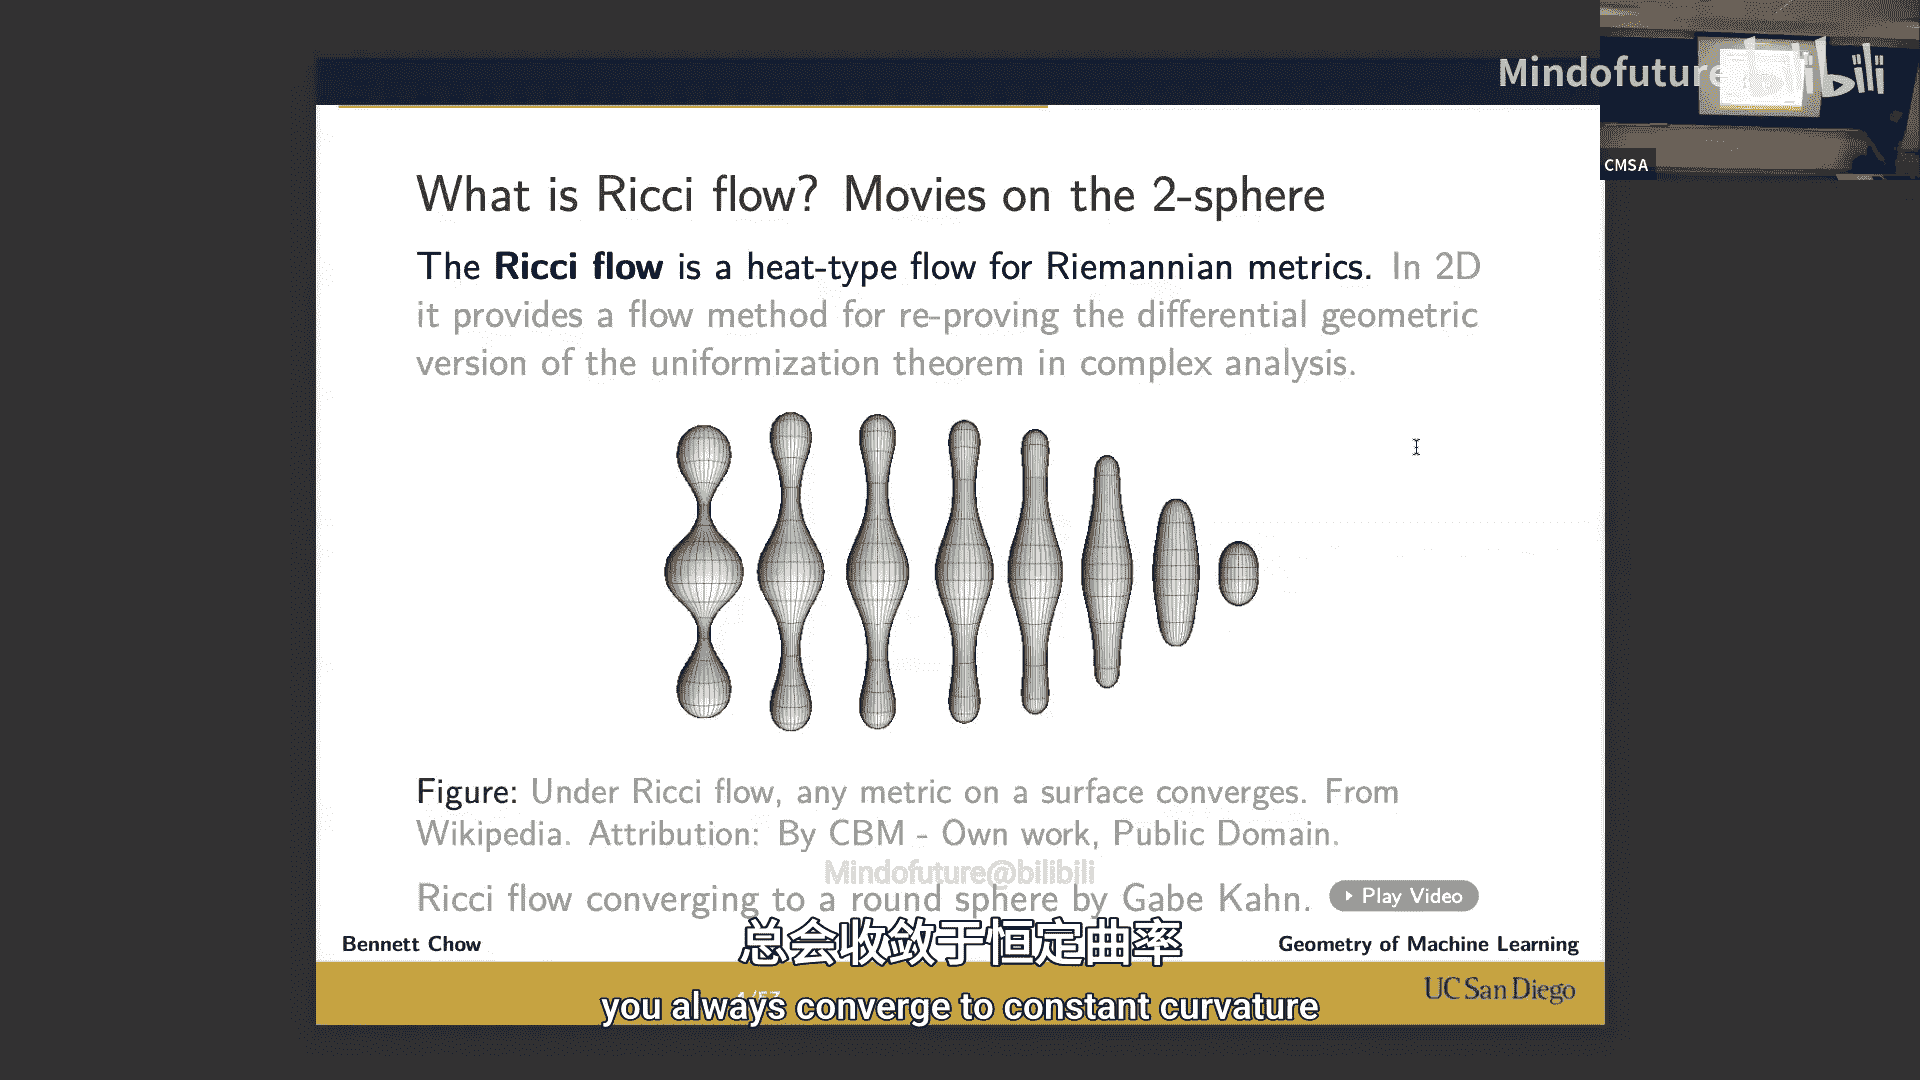 Mindofuture bilibili
CMSA
What is Ricci flow? Movies on the 2-sphere
The Ricci flow is a heat-type flow for Riemannian metrics. In 2D
it provides a flow method for re-proving the differential geometric
version of the uniformization theorem in complex analysis.
Figure: Under Ricci flow, any metric on a surface converges. From
Wikipedia. Attribution: By CBM - Own work, Public Domain.
Mindofuture@bilibili
Ricci flow converging to a round sphere by Gabe Kahn. Play Video
总会收敛于恒定曲率
Bennett Chow
Geometry of Machine Learning
you always converge to constant curvature
UC San Diego